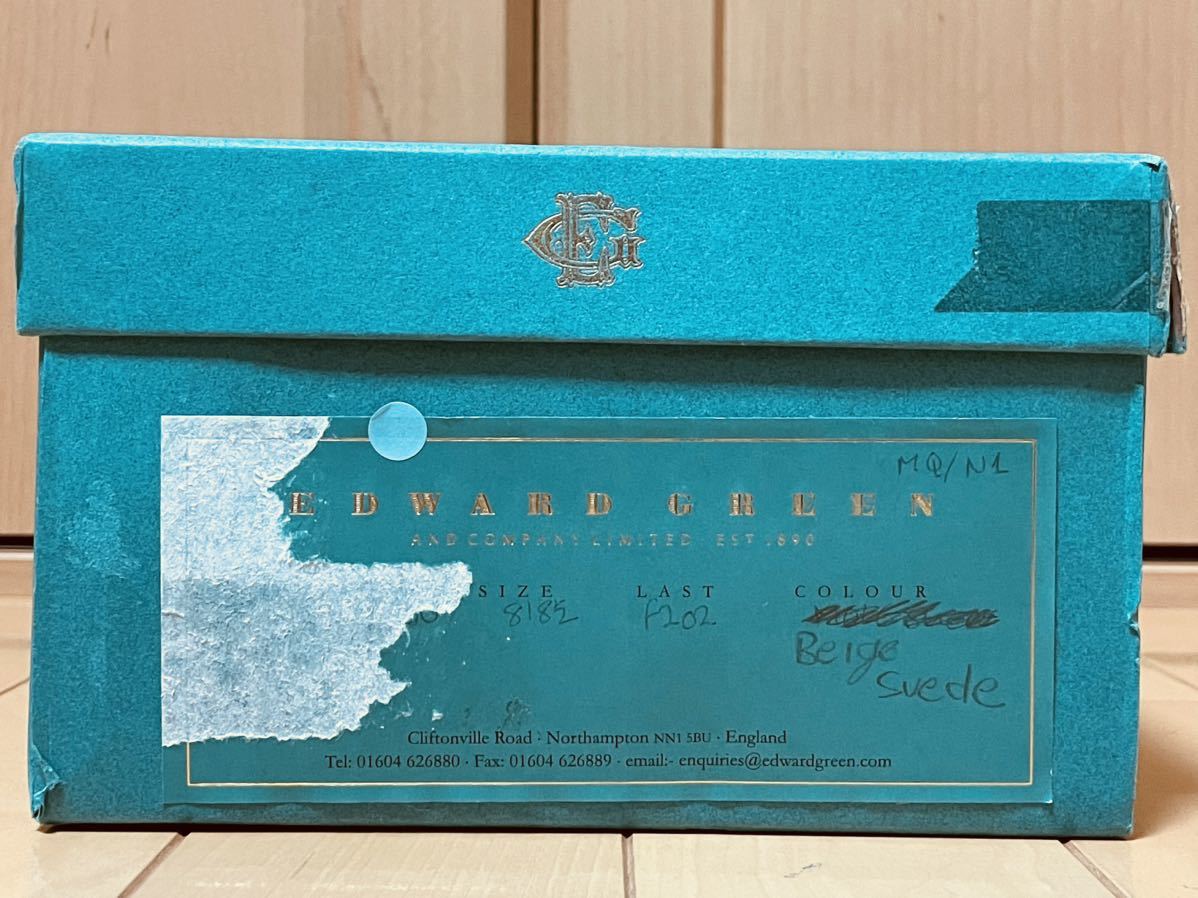 MQ/N1
EDWARD GREEN
AND COMPANY LIMITED · EST 1890
SIZE LAST COLOUR
F202
Beige
Suede
Cliftonville Road · Northampton NN1 5BU · England
Tel: 01604 626880 · Fax: 01604 626889 · email:- enquiries@edwardgreen.com